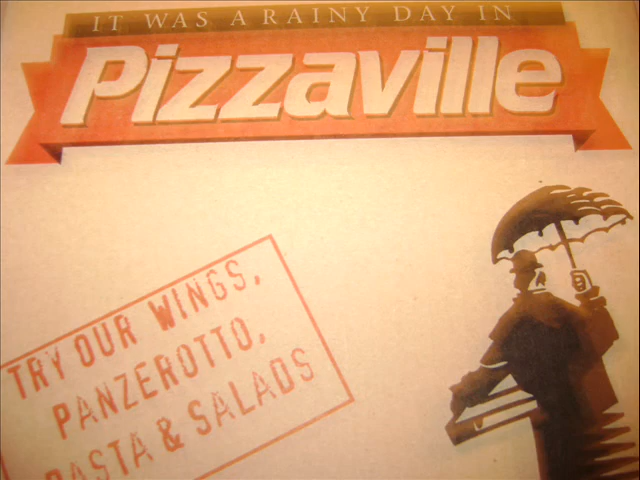 IT WAS A RAINY DAY IN
Pizzaville
TRY OUR WINGS,
PANZEROTTO,
PASTA & SALADS